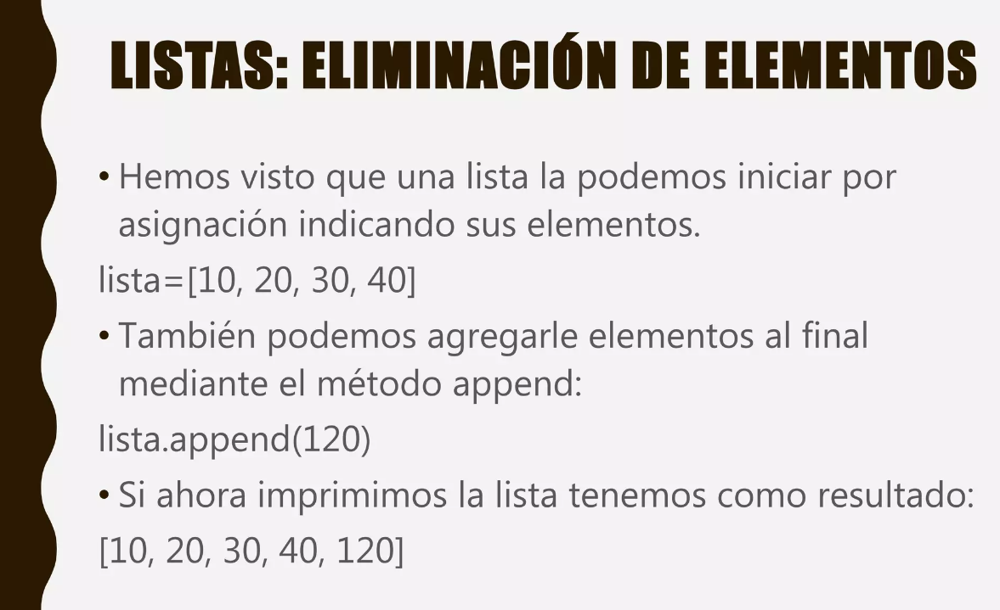 LISTAS: ELIMINACIÓN DE ELEMENTOS
• Hemos visto que una lista la podemos iniciar por
asignación indicando sus elementos.
lista=[10, 20, 30, 40]
• También podemos agregarle elementos al final
mediante el método append:
lista.append(120)
• Si ahora imprimimos la lista tenemos como resultado:
[10, 20, 30, 40, 120]